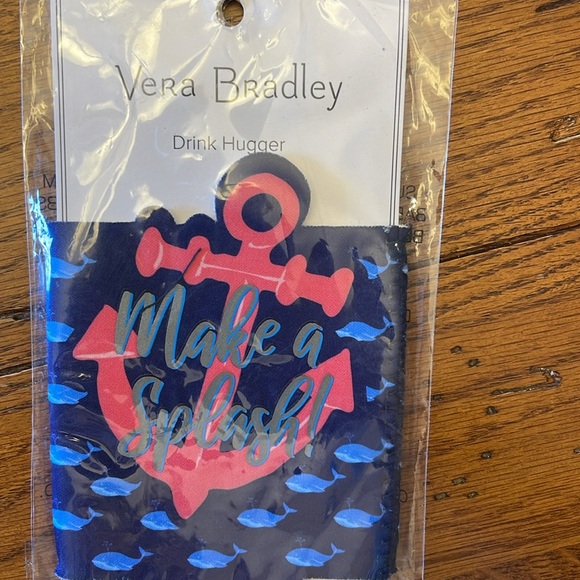 Vera Bradley
Drink Hugger
Make a
Splash!